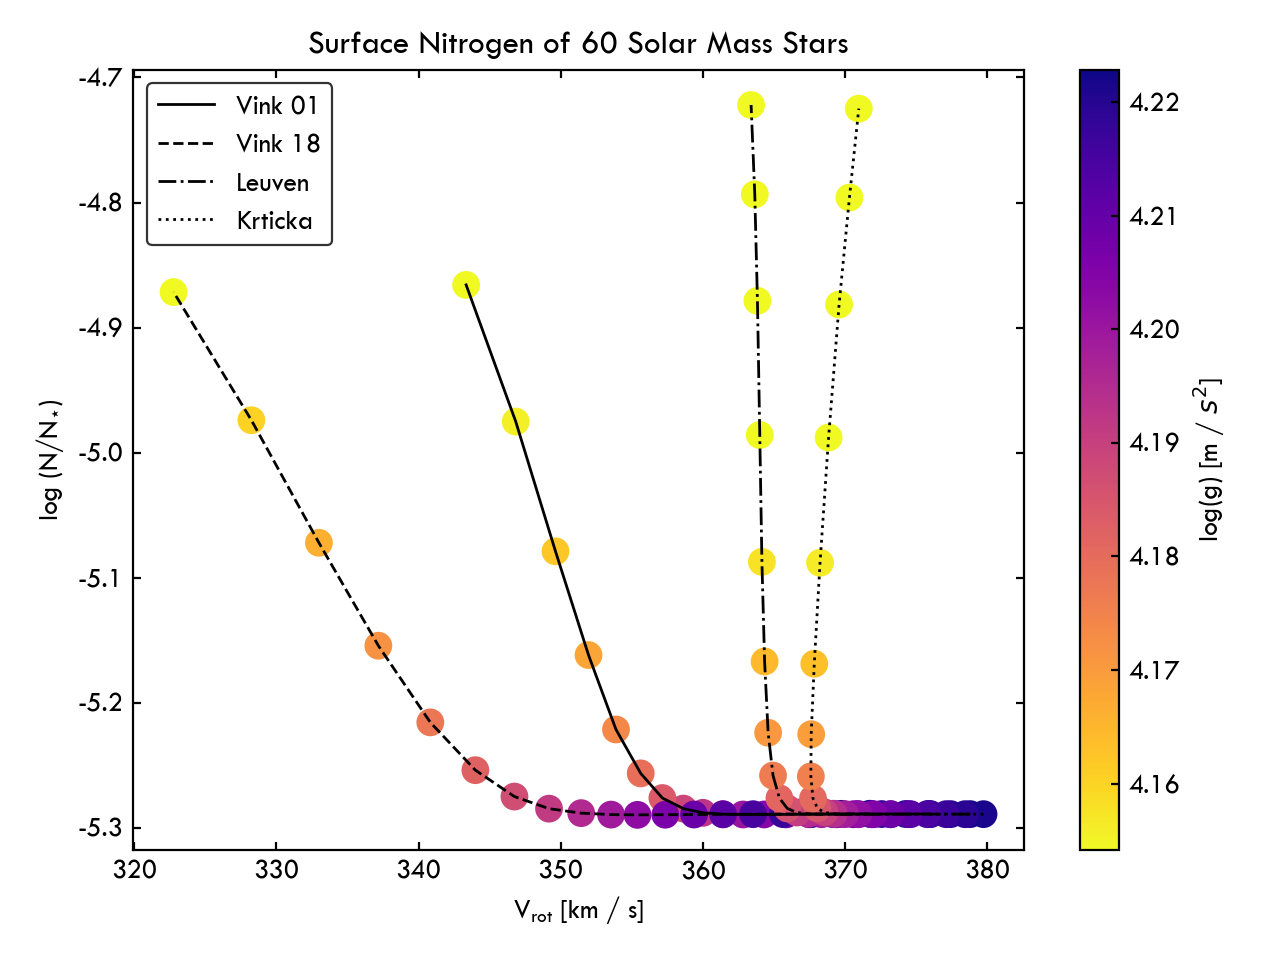 Surface Nitrogen of 60 Solar Mass Stars
-4.7
-4.8
-4.9
-5.0
-5.1
-5.2
-5.3
log (N/N⋆)
Vink 01
Vink 18
Leuven
Krticka
320
330
340
350
360
370
380
V_rot [km / s]
4.22
4.21
4.20
4.19
4.18
4.17
4.16
log(g) [m / s²]